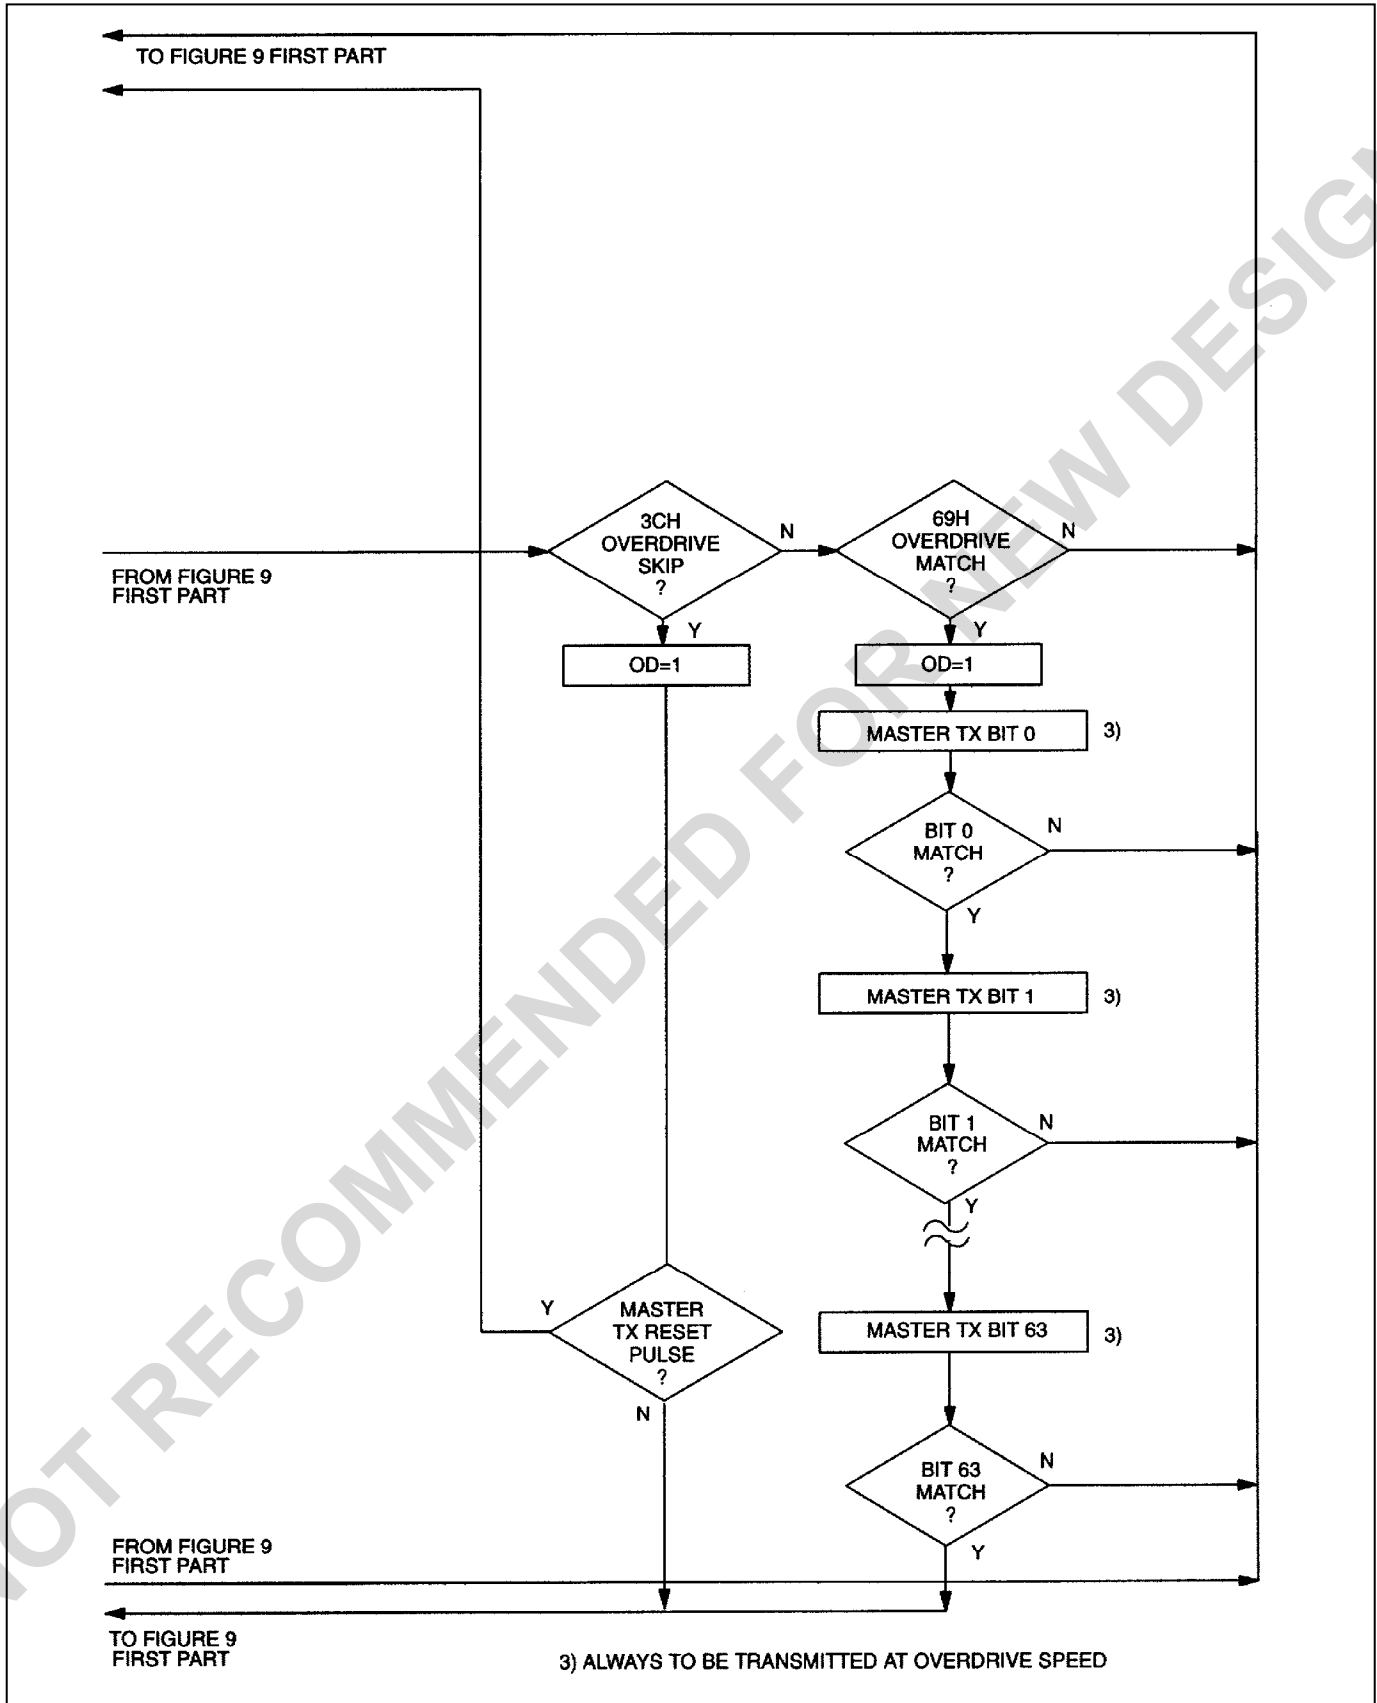 TO FIGURE 9 FIRST PART
3CH
OVERDRIVE
SKIP
?
N
69H
OVERDRIVE
MATCH
?
N
FROM FIGURE 9
FIRST PART
Y
Y
OD=1
OD=1
MASTER TX BIT 0
3)
BIT 0
MATCH
?
N
Y
MASTER TX BIT 1
3)
BIT 1
MATCH
?
N
Y
MASTER
TX RESET
PULSE
?
Y
N
MASTER TX BIT 63
3)
BIT 63
MATCH
?
N
Y
FROM FIGURE 9
FIRST PART
TO FIGURE 9
FIRST PART
3) ALWAYS TO BE TRANSMITTED AT OVERDRIVE SPEED
NOT RECOMMENDED FOR NEW DESIGN